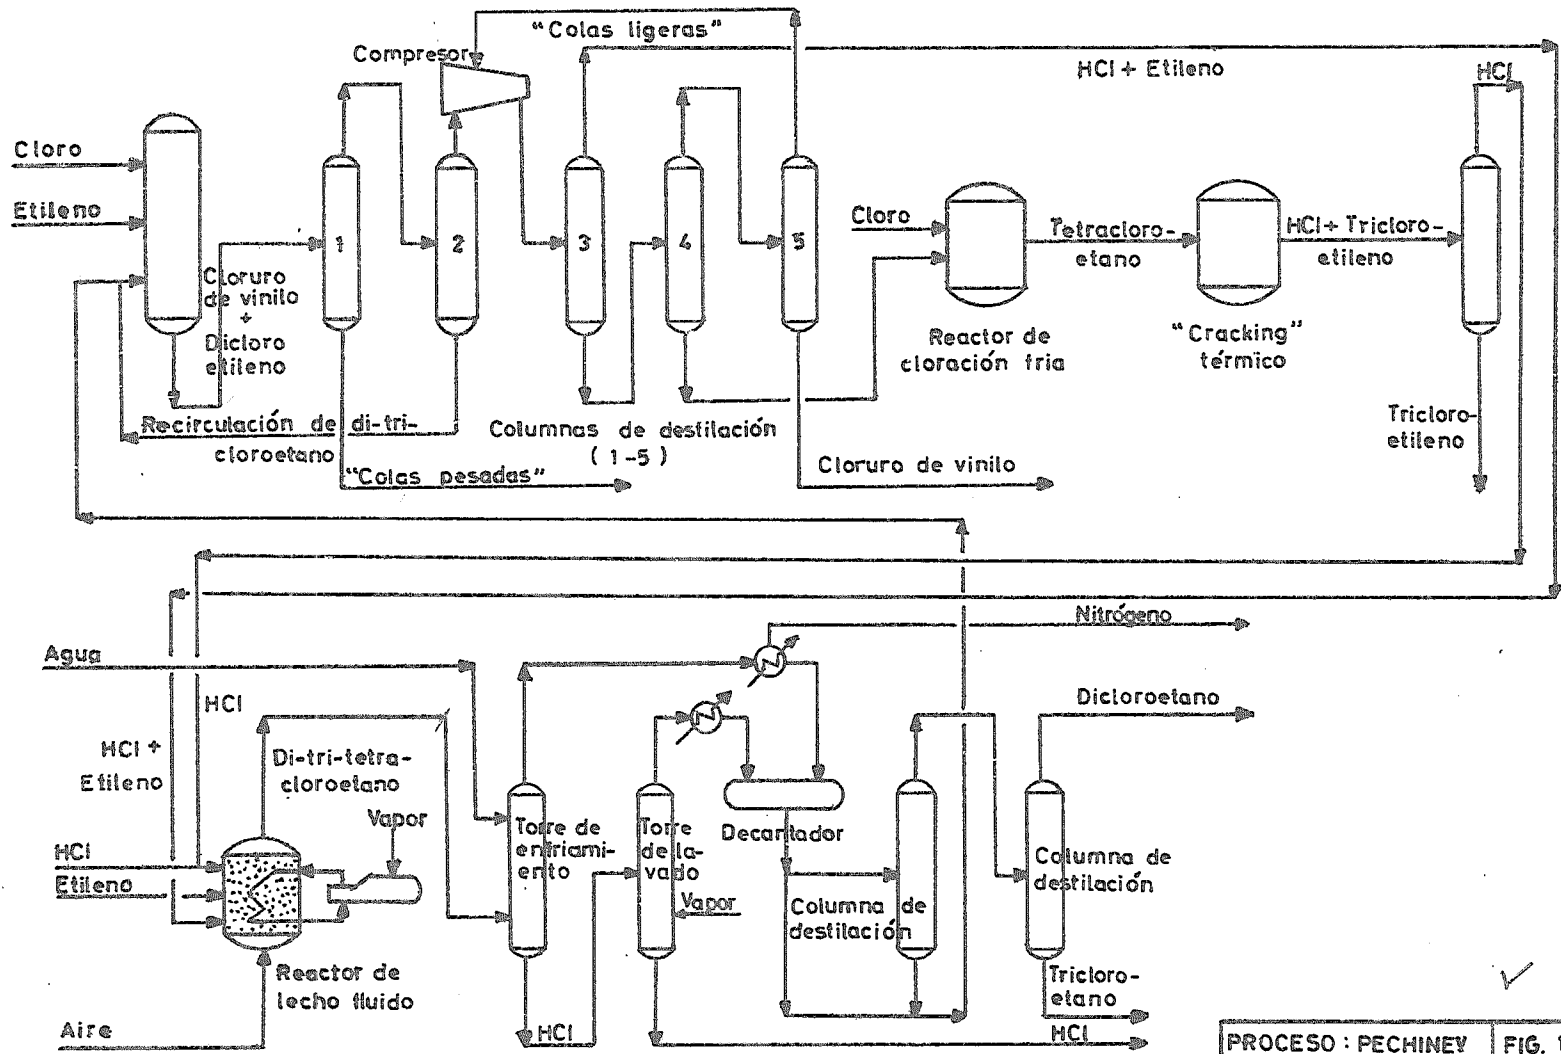 "Colas ligeras"
Compresor
HCl + Etileno
HCl
Cloro
Etileno
1
2
3
4
5
Cloro
Tetracloro-
etano
HCl + Tricloro-
etileno
Cloruro
de vinilo
+
Dicloro
etileno
Reactor de
cloración fria
"Cracking"
térmico
Tricloro-
etileno
Recirculación de di-tri-
cloroetano
Columnas de destilación
( 1-5 )
"Colas pesadas"
Cloruro de vinilo
Nitrógeno
Agua
HCl
Dicloroetano
HCl +
Etileno
Di-tri-tetra-
cloroetano
Vapor
HCl
Etileno
Torre de
enfriami-
ento
Torre
de la-
vado
Decantador
Columna de
destilación
Vapor
Columna de
destilación
Reactor de
lecho fluido
Tricloro-
etano
Aire
HCl
HCl
PROCESO : PECHINEY
FIG. 1